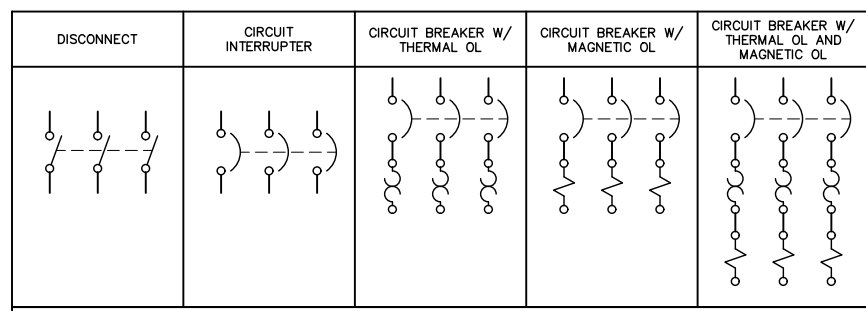 DISCONNECT
CIRCUIT
INTERRUPTER
CIRCUIT BREAKER W/
THERMAL OL
CIRCUIT BREAKER W/
MAGNETIC OL
CIRCUIT BREAKER W/
THERMAL OL AND
MAGNETIC OL